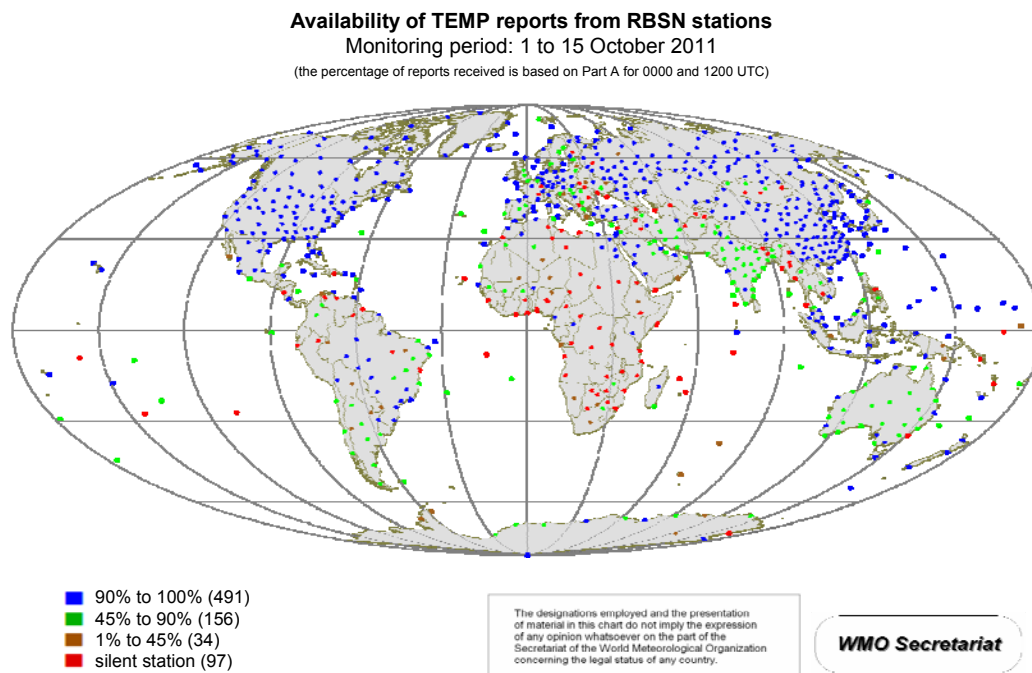 Availability of TEMP reports from RBSN stations
Monitoring period: 1 to 15 October 2011
(the percentage of reports received is based on Part A for 0000 and 1200 UTC)
90% to 100% (491)
45% to 90% (156)
1% to 45% (34)
silent station (97)
The designations employed and the presentation
of material in this chart do not imply the expression
of any opinion whatsoever on the part of the
Secretariat of the World Meteorological Organization
concerning the legal status of any country.
WMO Secretariat